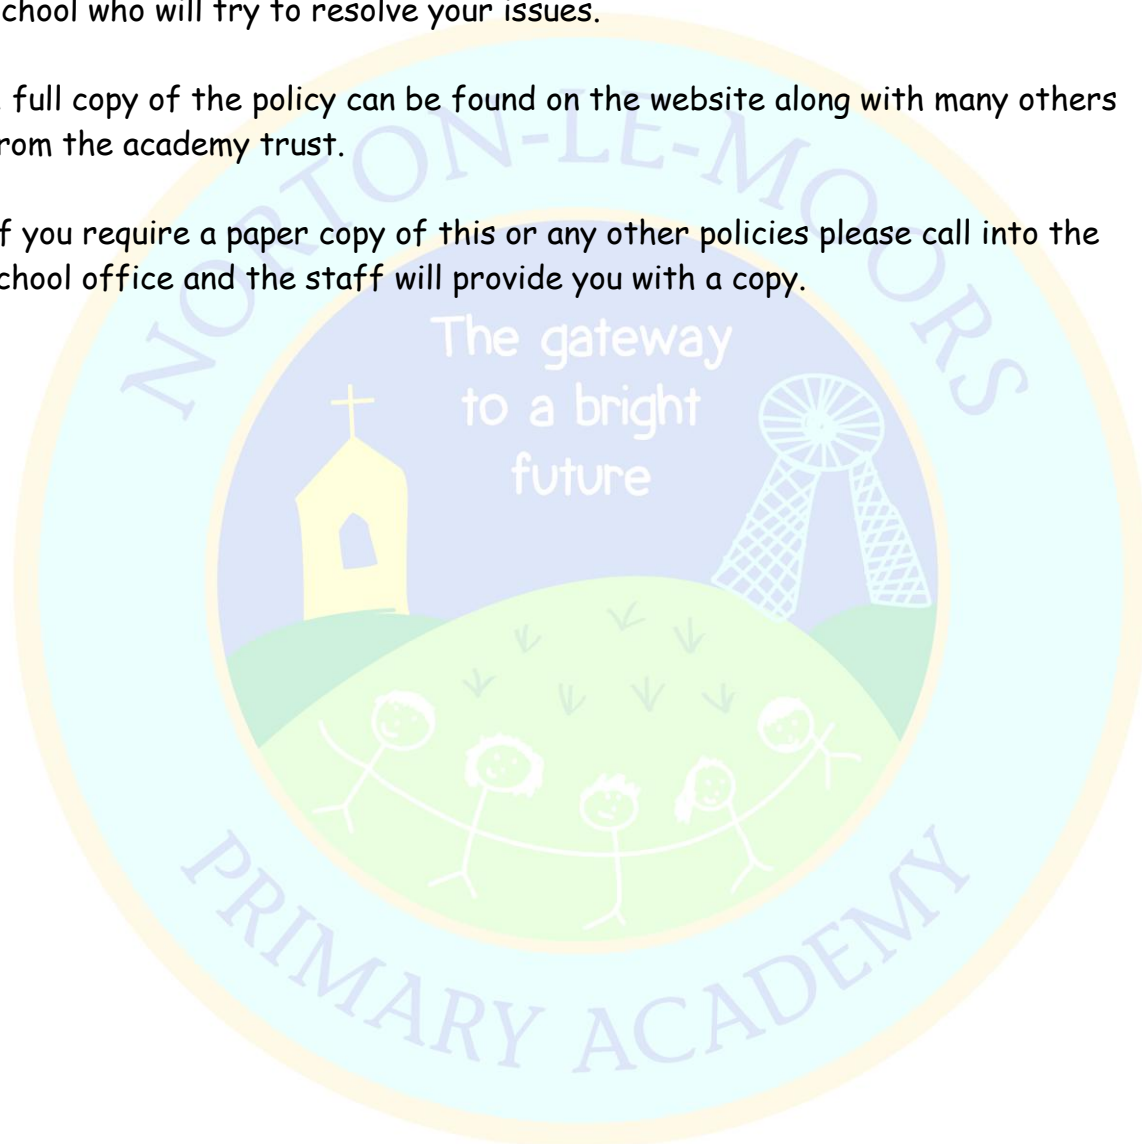 chool who will try to resolve your issues.
full copy of the policy can be found on the website along with many others
rom the academy trust.
f you require a paper copy of this or any other policies please call into the
chool office and the staff will provide you with a copy.
NORTON-LE-MOORS
The gateway
to a bright
future
PRIMARY ACADEMY